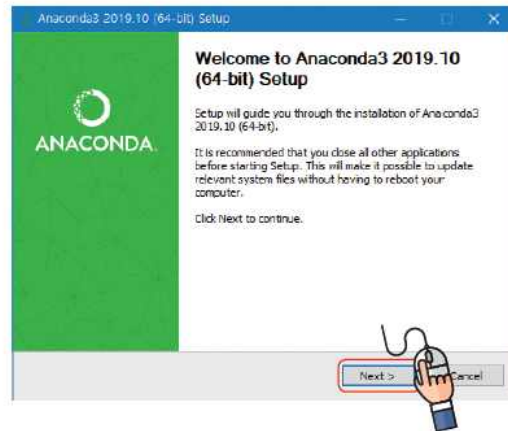 Anaconda3 2019.10 (64-bit) Setup
ANACONDA.
Welcome to Anaconda3 2019.10
(64-bit) Setup
Setup will guide you through the installation of Anaconda3
2019.10 (64-bit).
It is recommended that you close all other applications
before starting Setup. This will make it possible to update
relevant system files without having to reboot your
computer.
Click Next to continue.
Next >
Cancel